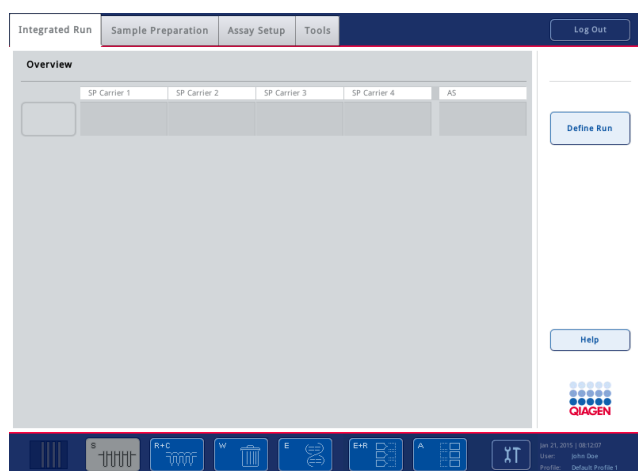 Integrated Run Sample Preparation Assay Setup Tools Log Out
Overview
SP Carrier 1 SP Carrier 2 SP Carrier 3 SP Carrier 4 AS
Define Run
Help
QIAGEN
S R+C W E E+R A
Jan 21, 2015 | 08:12:07
User: John Doe
Profile: Default Profile 1